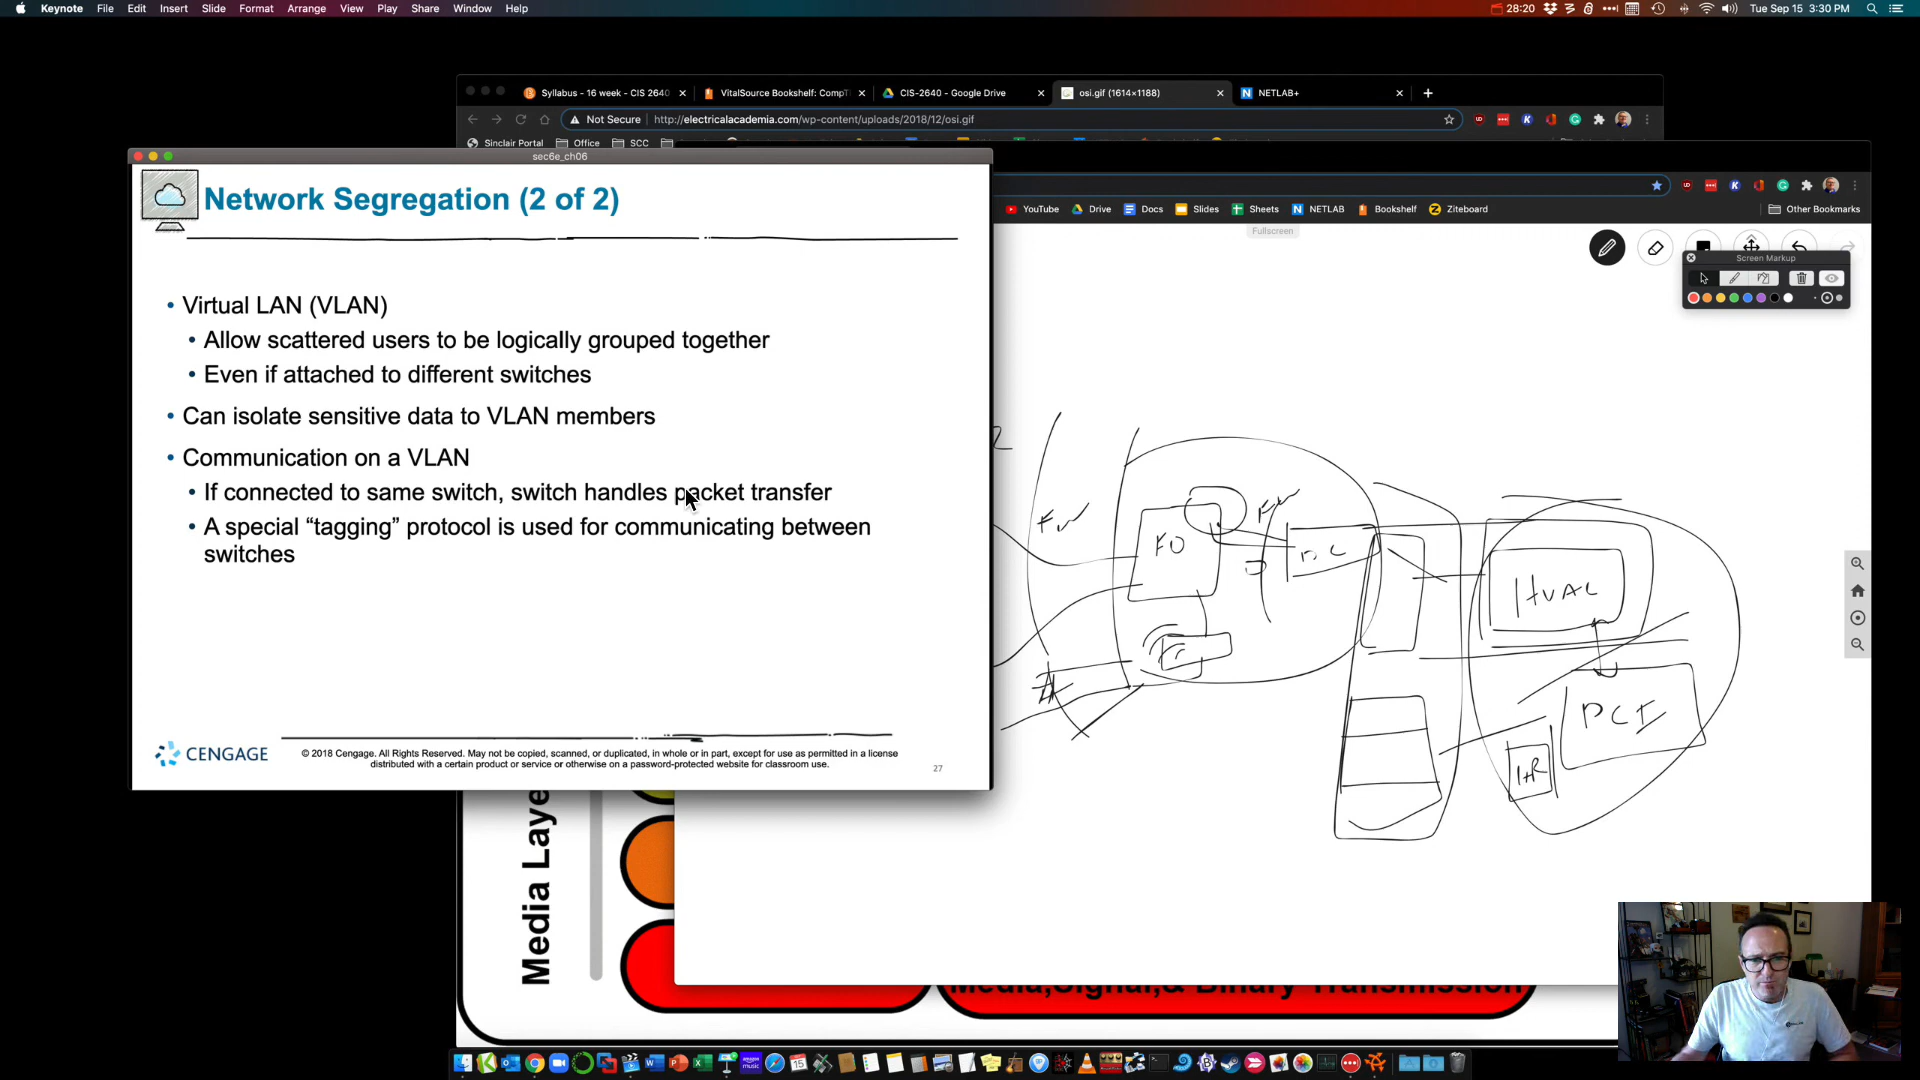 Keynote File Edit Insert Slide Format Arrange View Play Share Window Help
28:20 Tue Sep 15 3:30 PM
Syllabus - 16 week - CIS 2640
VitalSource Bookshelf: CompT
CIS-2640 - Google Drive
osi.gif (1614×1188)
NETLAB+
Not Secure http://electricalacademia.com/wp-content/uploads/2018/12/osi.gif
Sinclair Portal Office SCC
sec6e_ch06
Network Segregation (2 of 2)
• Virtual LAN (VLAN)
• Allow scattered users to be logically grouped together
• Even if attached to different switches
• Can isolate sensitive data to VLAN members
• Communication on a VLAN
• If connected to same switch, switch handles packet transfer
• A special “tagging” protocol is used for communicating between
switches
CENGAGE
© 2018 Cengage. All Rights Reserved. May not be copied, scanned, or duplicated, in whole or in part, except for use as permitted in a license
distributed with a certain product or service or otherwise on a password-protected website for classroom use.
27
YouTube Drive Docs Slides Sheets NETLAB Bookshelf Ziteboard Other Bookmarks
Fullscreen
Screen Markup
FW
FW
FO
DC
HVAC
PCI
HR
Media Laye
Media,Signal,& Binary Transmission